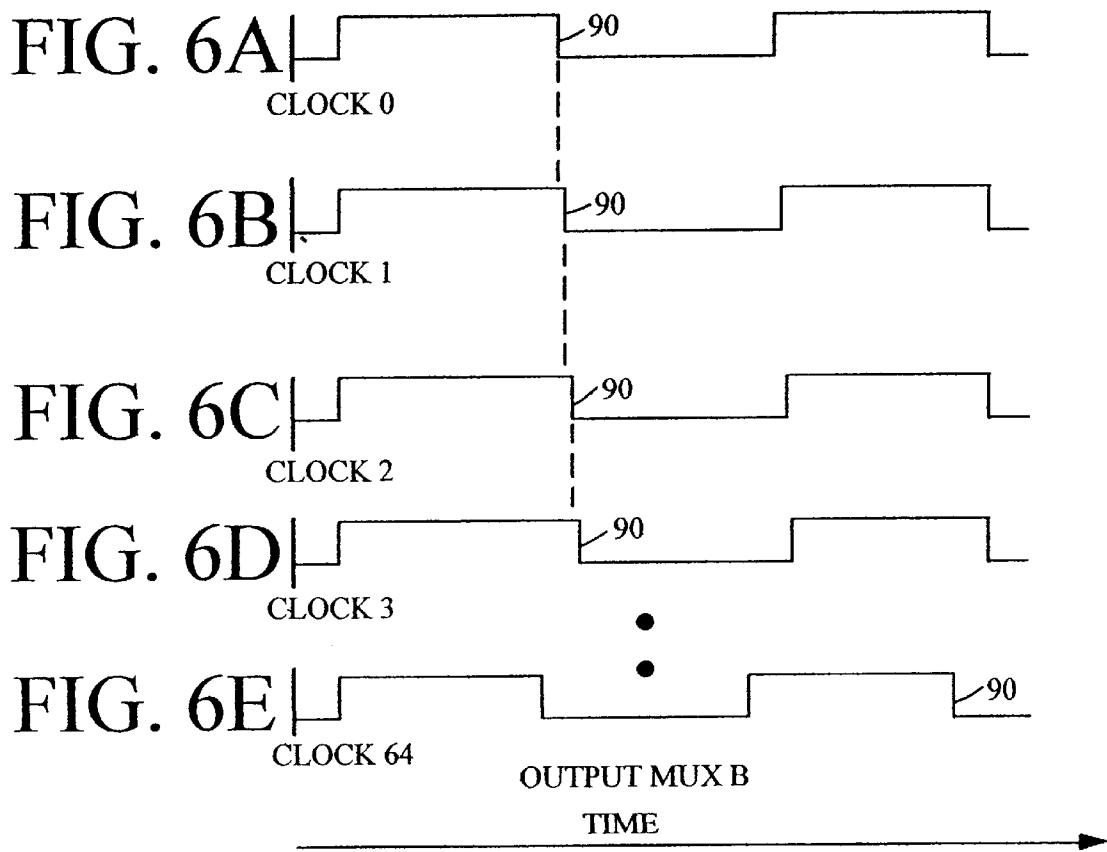 FIG. 6A
90
CLOCK 0
FIG. 6B
90
CLOCK 1
FIG. 6C
90
CLOCK 2
FIG. 6D
90
CLOCK 3
FIG. 6E
90
CLOCK 64
OUTPUT MUX B
TIME